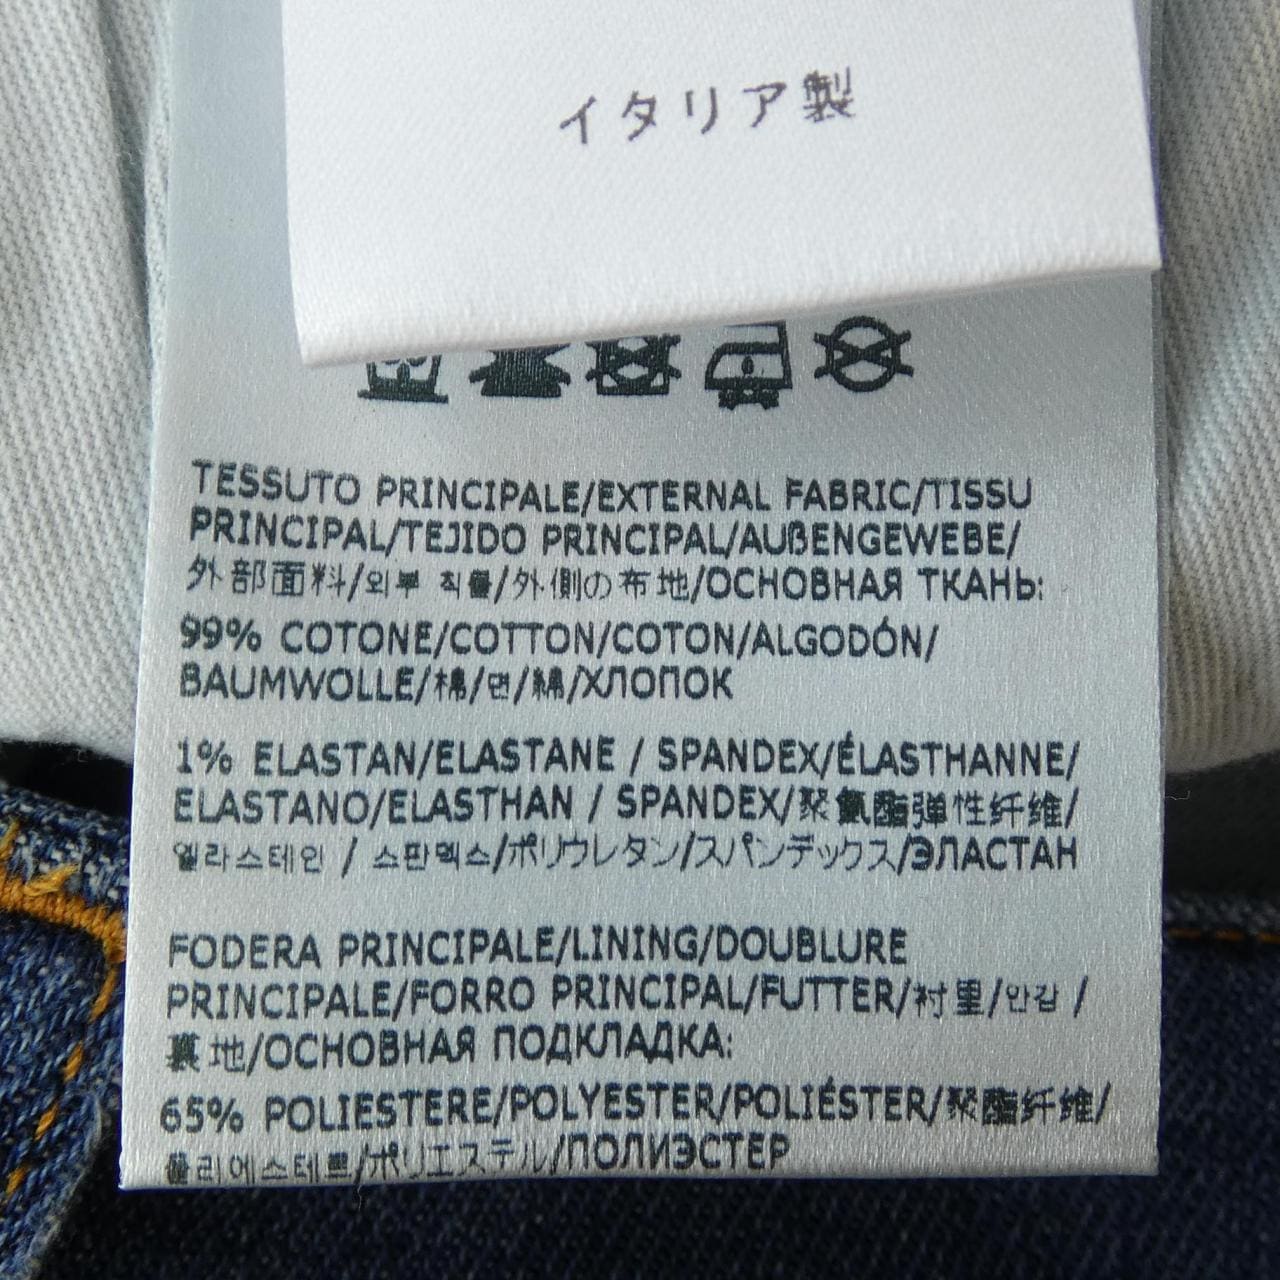 イタリア製
TESSUTO PRINCIPALE/EXTERNAL FABRIC/TISSU
PRINCIPAL/TEJIDO PRINCIPAL/AUßENGEWEBE/
外部面料/외부 직물/外側の布地/ОСНОВНАЯ ТКАНЬ:
99% COTONE/COTTON/COTON/ALGODÓN/
BAUMWOLLE/棉/면/綿/ХЛОПОК
1% ELASTAN/ELASTANE / SPANDEX/ÉLASTHANNE/
ELASTANO/ELASTHAN / SPANDEX/聚氨酯弹性纤维/
엘라스테인 / 스판덱스/ポリウレタン/スパンデックス/ЭЛАСТАН
FODERA PRINCIPALE/LINING/DOUBLURE
PRINCIPALE/FORRO PRINCIPAL/FUTTER/衬里/안감 /
裏地/ОСНОВНАЯ ПОДКЛАДКА:
65% POLIESTERE/POLYESTER/POLIÉSTER/聚酯纤维/
폴리에스테르/ポリエステル/ПОЛИЭСТЕР